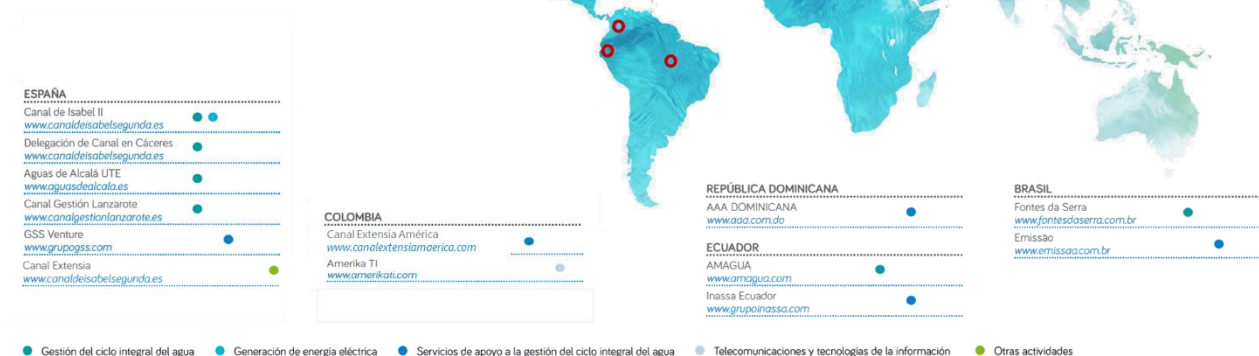 ESPAÑA
Canal de Isabel II
www.canaldeisabelsegunda.es
Delegación de Canal en Cáceres
www.canaldeisabelsegunda.es
Aguas de Alcalá UTE
www.aguasdealcala.es
Canal Gestión Lanzarote
www.canalgestionlanzarote.es
GSS Venture
www.grupogss.com
Canal Extensia
www.canaldeisabelsegunda.es
COLOMBIA
Canal Extensia América
www.canalextensiamaerica.com
Amerika TI
www.amerikati.com
REPÚBLICA DOMINICANA
AAA DOMINICANA
www.aaa.com.do
ECUADOR
AMAGUA
www.amagua.com
Inassa Ecuador
www.grupoinassa.com
BRASIL
Fontes da Serra
www.fontesdaserra.com.br
Emissão
www.emissao.com.br
Gestión del ciclo integral del agua Generación de energía eléctrica Servicios de apoyo a la gestión del ciclo integral del agua Telecomunicaciones y tecnologías de la información Otras actividades